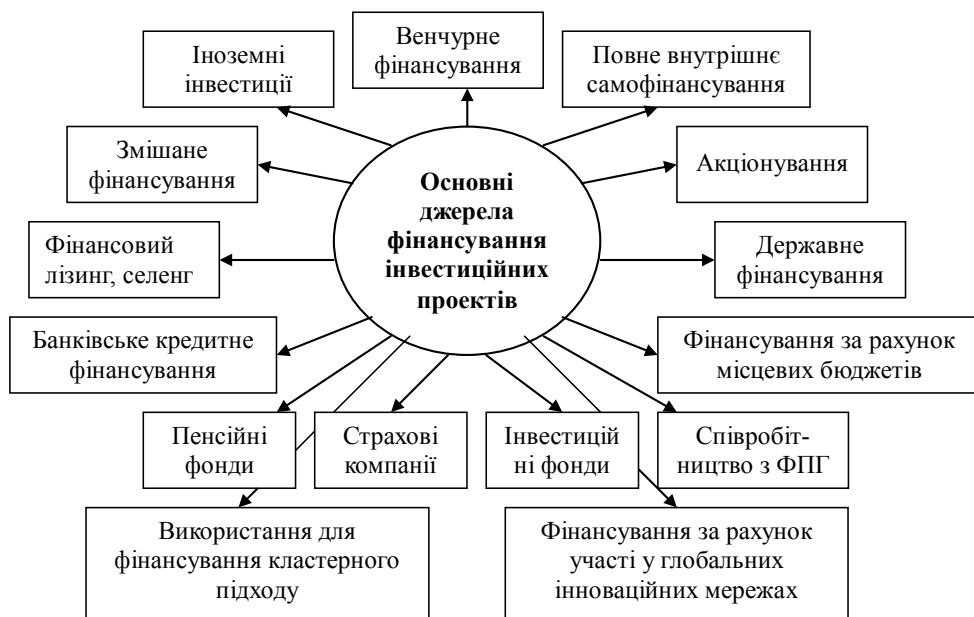 Венчурне
фінансування
Іноземні
інвестиції
Повне внутрішнє
самофінансування
Змішане
фінансування
Акціонування
Основні
джерела
фінансування
інвестиційних
проектів
Фінансовий
лізинг, селенг
Державне
фінансування
Банківське кредитне
фінансування
Фінансування за рахунок
місцевих бюджетів
Пенсійні
фонди
Страхові
компанії
Інвестицій
ні фонди
Співробіт-
ництво з ФПГ
Використання для
фінансування кластерного
підходу
Фінансування за рахунок
участі у глобальних
інноваційних мережах